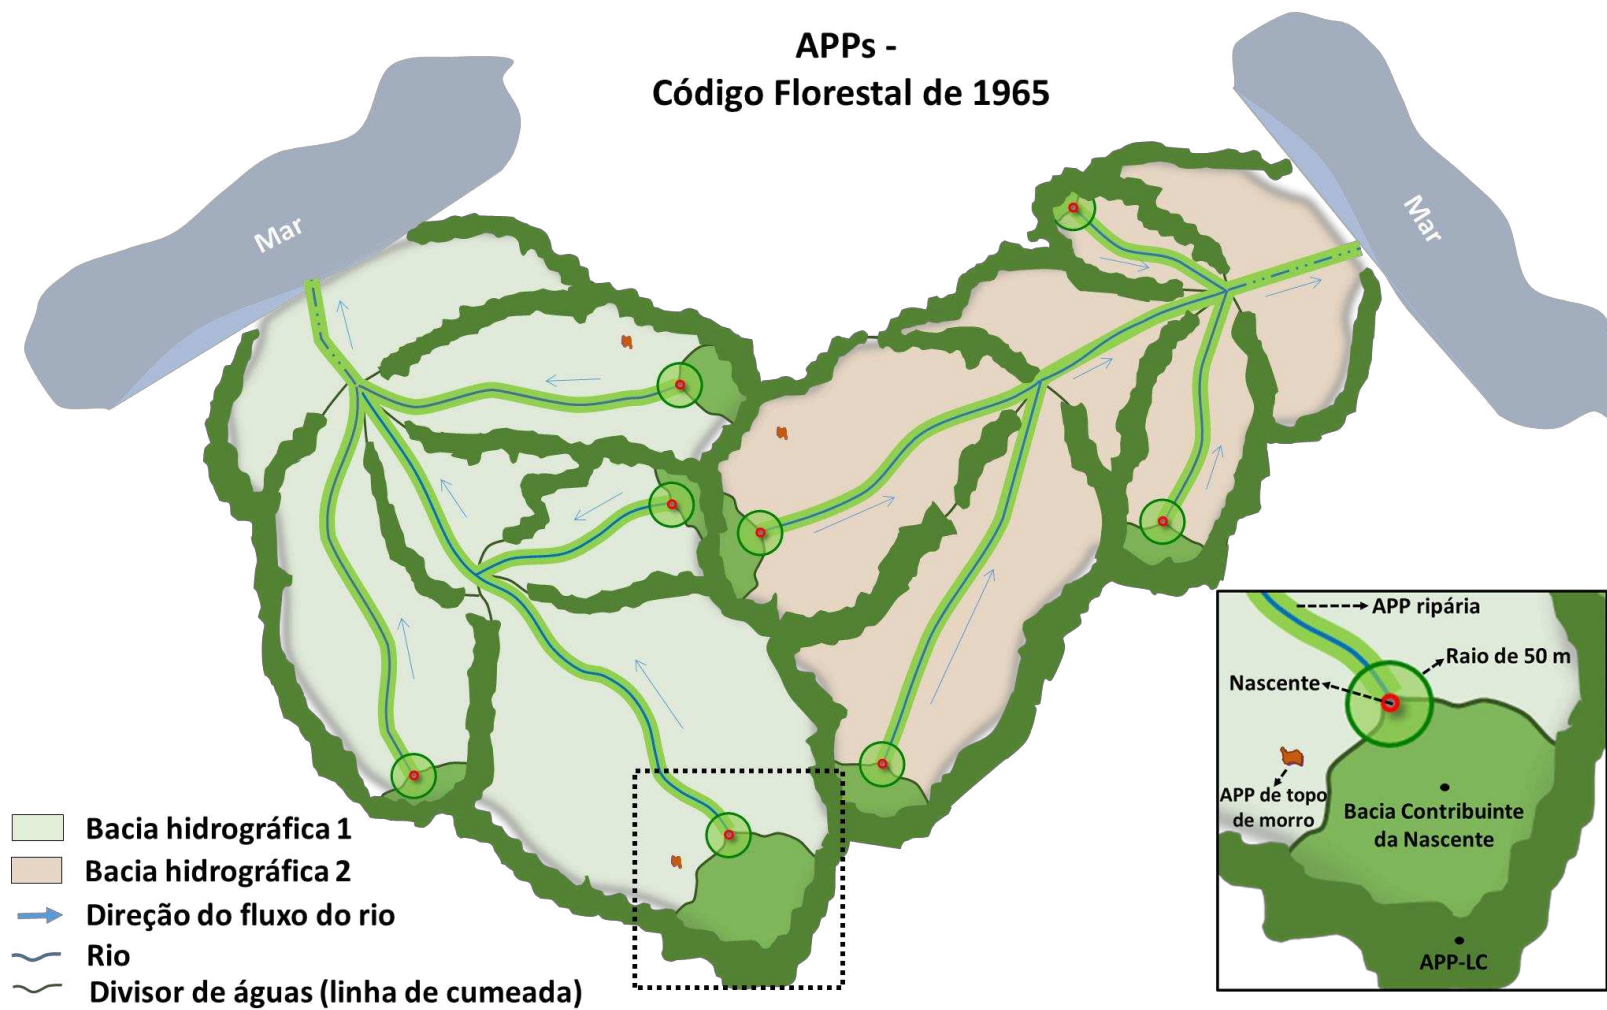 APPs -
Código Florestal de 1965
Mar
Mar
APP ripária
Raio de 50 m
Nascente
APP de topo
de morro
Bacia Contribuinte
da Nascente
APP-LC
Bacia hidrográfica 1
Bacia hidrográfica 2
Direção do fluxo do rio
Rio
Divisor de águas (linha de cumeada)